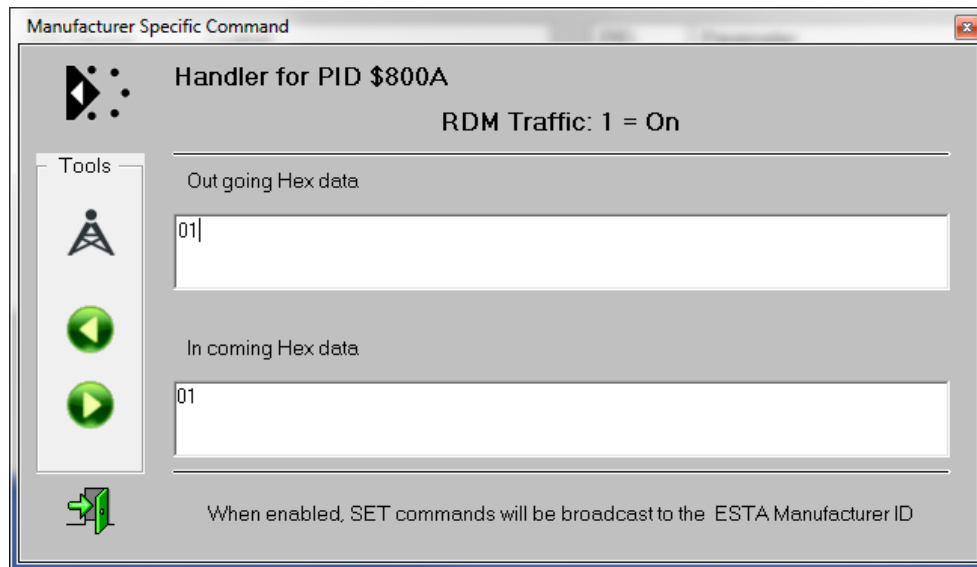 Manufacturer Specific Command
Handler for PID $800A
RDM Traffic: 1 = On
Tools
Out going Hex data
01
In coming Hex data
01
When enabled, SET commands will be broadcast to the ESTA Manufacturer ID